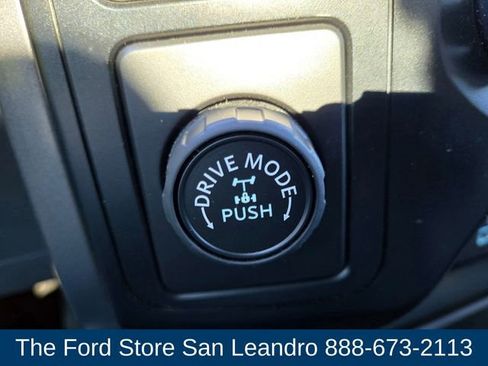 DRIVE MODE
PUSH
The Ford Store San Leandro 888-673-2113